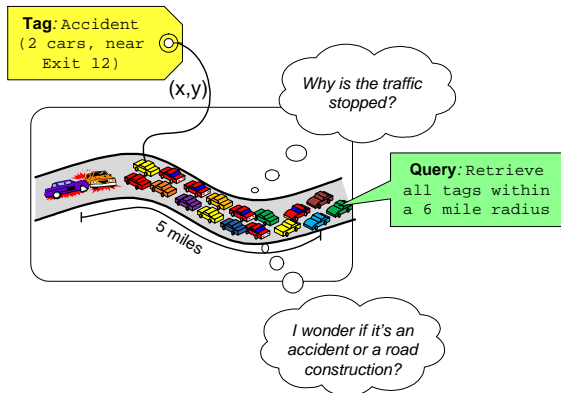 Tag: Accident
(2 cars, near
Exit 12)
(x,y)
Why is the traffic
stopped?
Query: Retrieve
all tags within
a 6 mile radius
5 miles
I wonder if it's an
accident or a road
construction?